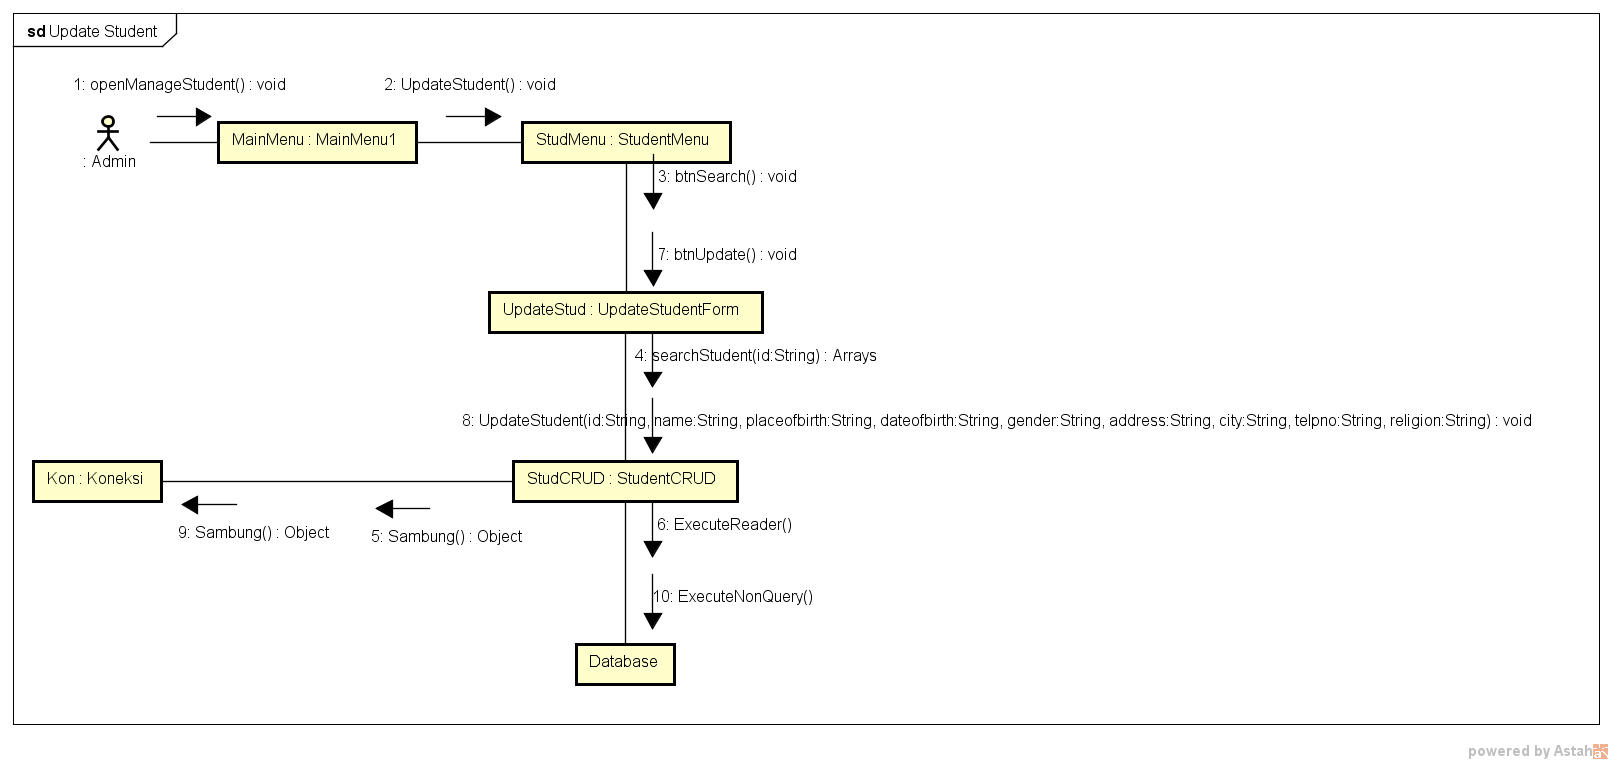 sd Update Student
1: openManageStudent() : void
2: UpdateStudent() : void
: Admin
MainMenu : MainMenu1
StudMenu : StudentMenu
3: btnSearch() : void
7: btnUpdate() : void
UpdateStud : UpdateStudentForm
4: searchStudent(id:String) : Arrays
8: UpdateStudent(id:String, name:String, placeofbirth:String, dateofbirth:String, gender:String, address:String, city:String, telpno:String, religion:String) : void
Kon : Koneksi
StudCRUD : StudentCRUD
9: Sambung() : Object
5: Sambung() : Object
6: ExecuteReader()
10: ExecuteNonQuery()
Database
powered by Astah